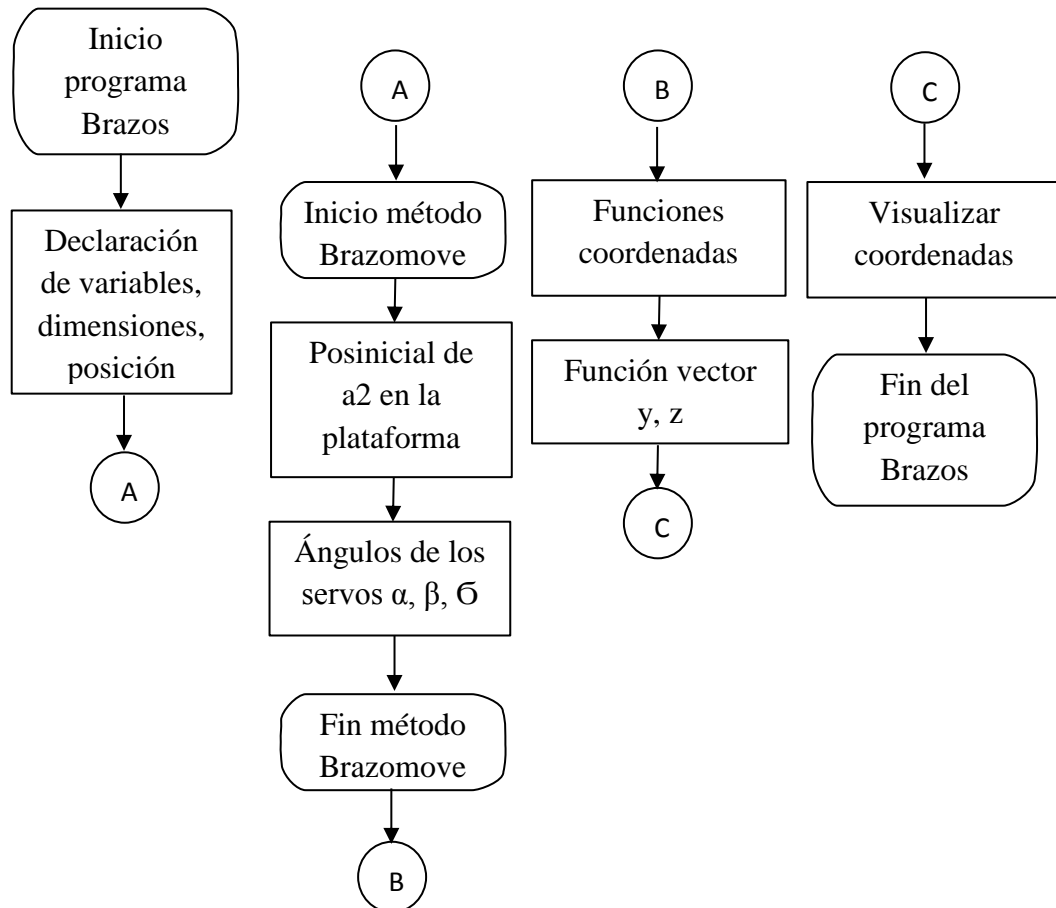 Inicio
programa
Brazos
Declaración
de variables,
dimensiones,
posición
A
A
Inicio método
Brazomove
Posinicial de
a2 en la
plataforma
Ángulos de los
servos α, β, Ϭ
Fin método
Brazomove
B
B
Funciones
coordenadas
Función vector
y, z
C
C
Visualizar
coordenadas
Fin del
programa
Brazos